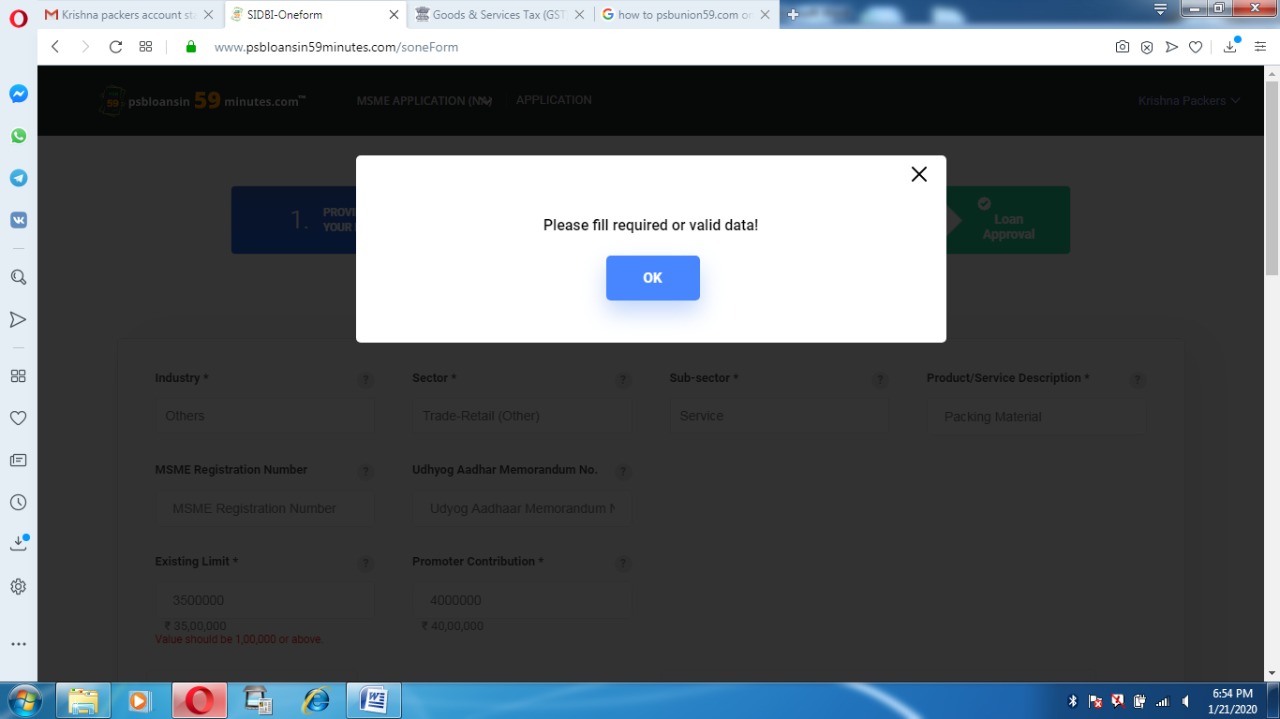 Krishna packers account sta
SIDBI-Oneform
Goods & Services Tax (GST
how to psbunion59.com on
www.psbloansin59minutes.com/soneForm
psbloansin 59 minutes.com™
MSME APPLICATION
APPLICATION
Krishna Packers
Please fill required or valid data!
OK
1.
PROVI
YOUR
Loan
Approval
Industry *
Sector *
Sub-sector *
Product/Service Description *
Others
Trade-Retail (Other)
Service
Packing Material
MSME Registration Number
Udhyog Aadhar Memorandum No.
MSME Registration Number
Udyog Aadhaar Memorandum N
Existing Limit *
Promoter Contribution *
3500000
4000000
₹ 35,00,000
₹ 40,00,000
Value should be 1,00,000 or above.
6:54 PM
1/21/2020